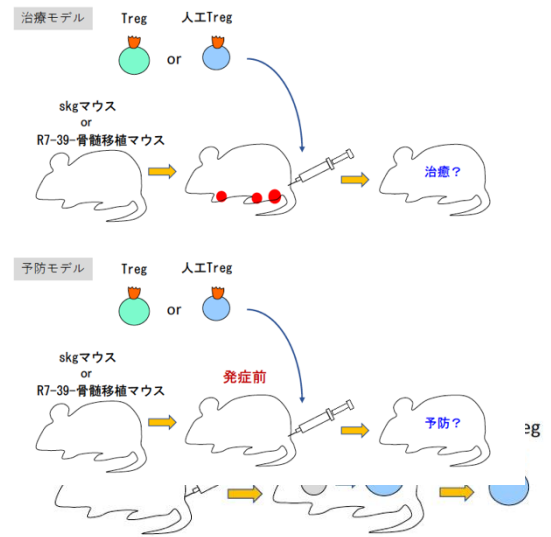 治療モデル
Treg 人工Treg
or
skgマウス
or
R7-39-骨髄移植マウス
治癒？
予防モデル
Treg 人工Treg
or
skgマウス
or
R7-39-骨髄移植マウス
発症前
予防？
eg